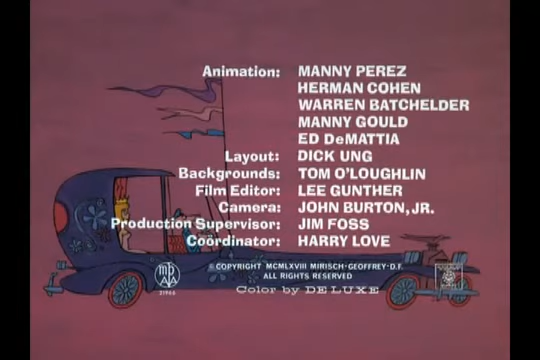 Animation: MANNY PEREZ
HERMAN COHEN
WARREN BATCHELDER
MANNY GOULD
ED DeMATTIA
Layout: DICK UNG
Backgrounds: TOM O'LOUGHLIN
Film Editor: LEE GUNTHER
Camera: JOHN BURTON, JR.
Production Supervisor: JIM FOSS
Coordinator: HARRY LOVE
© COPYRIGHT MCMLXVIII MIRISCH-GEOFFREY-D.F.
ALL RIGHTS RESERVED
Color by DE LUXE